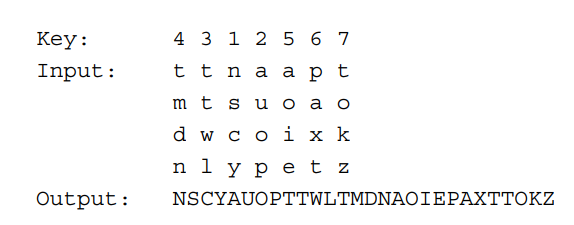 Key: 4 3 1 2 5 6 7
Input: t t n a a p t
m t s u o a o
d w c o i x k
n l y p e t z
Output: NSCYAUOPTTWLTMDNAOIEPAXTTOKZ